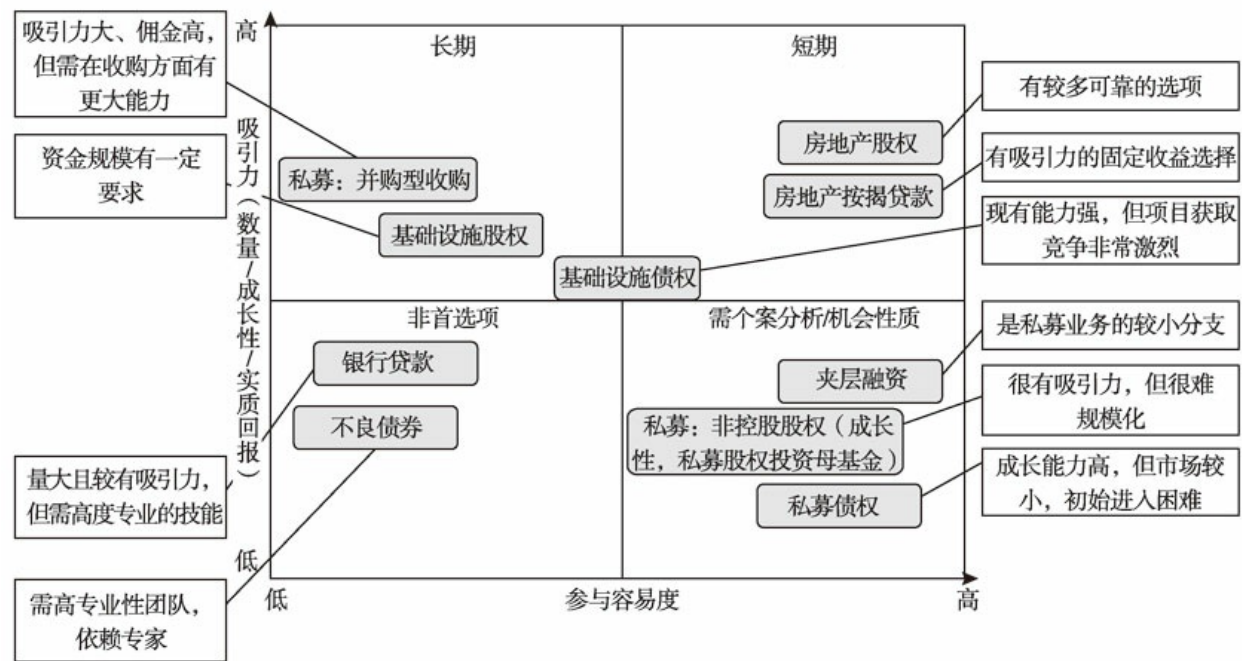 吸引力大、佣金高，
但需在收购方面有
更大能力
资金规模有一定
要求
量大且较有吸引力，
但需高度专业的技能
需高专业性团队，
依赖专家
高
吸引力（数量/成长性/实质回报）
低
长期
私募：并购型收购
基础设施股权
短期
房地产股权
房地产按揭贷款
基础设施债权
非首选项
银行贷款
不良债券
需个案分析/机会性质
夹层融资
私募：非控股股权（成长
性，私募股权投资母基金）
私募债权
低
参与容易度
高
有较多可靠的选项
有吸引力的固定收益选择
现有能力强，但项目获取
竞争非常激烈
是私募业务的较小分支
很有吸引力，但很难
规模化
成长能力高，但市场较
小，初始进入困难